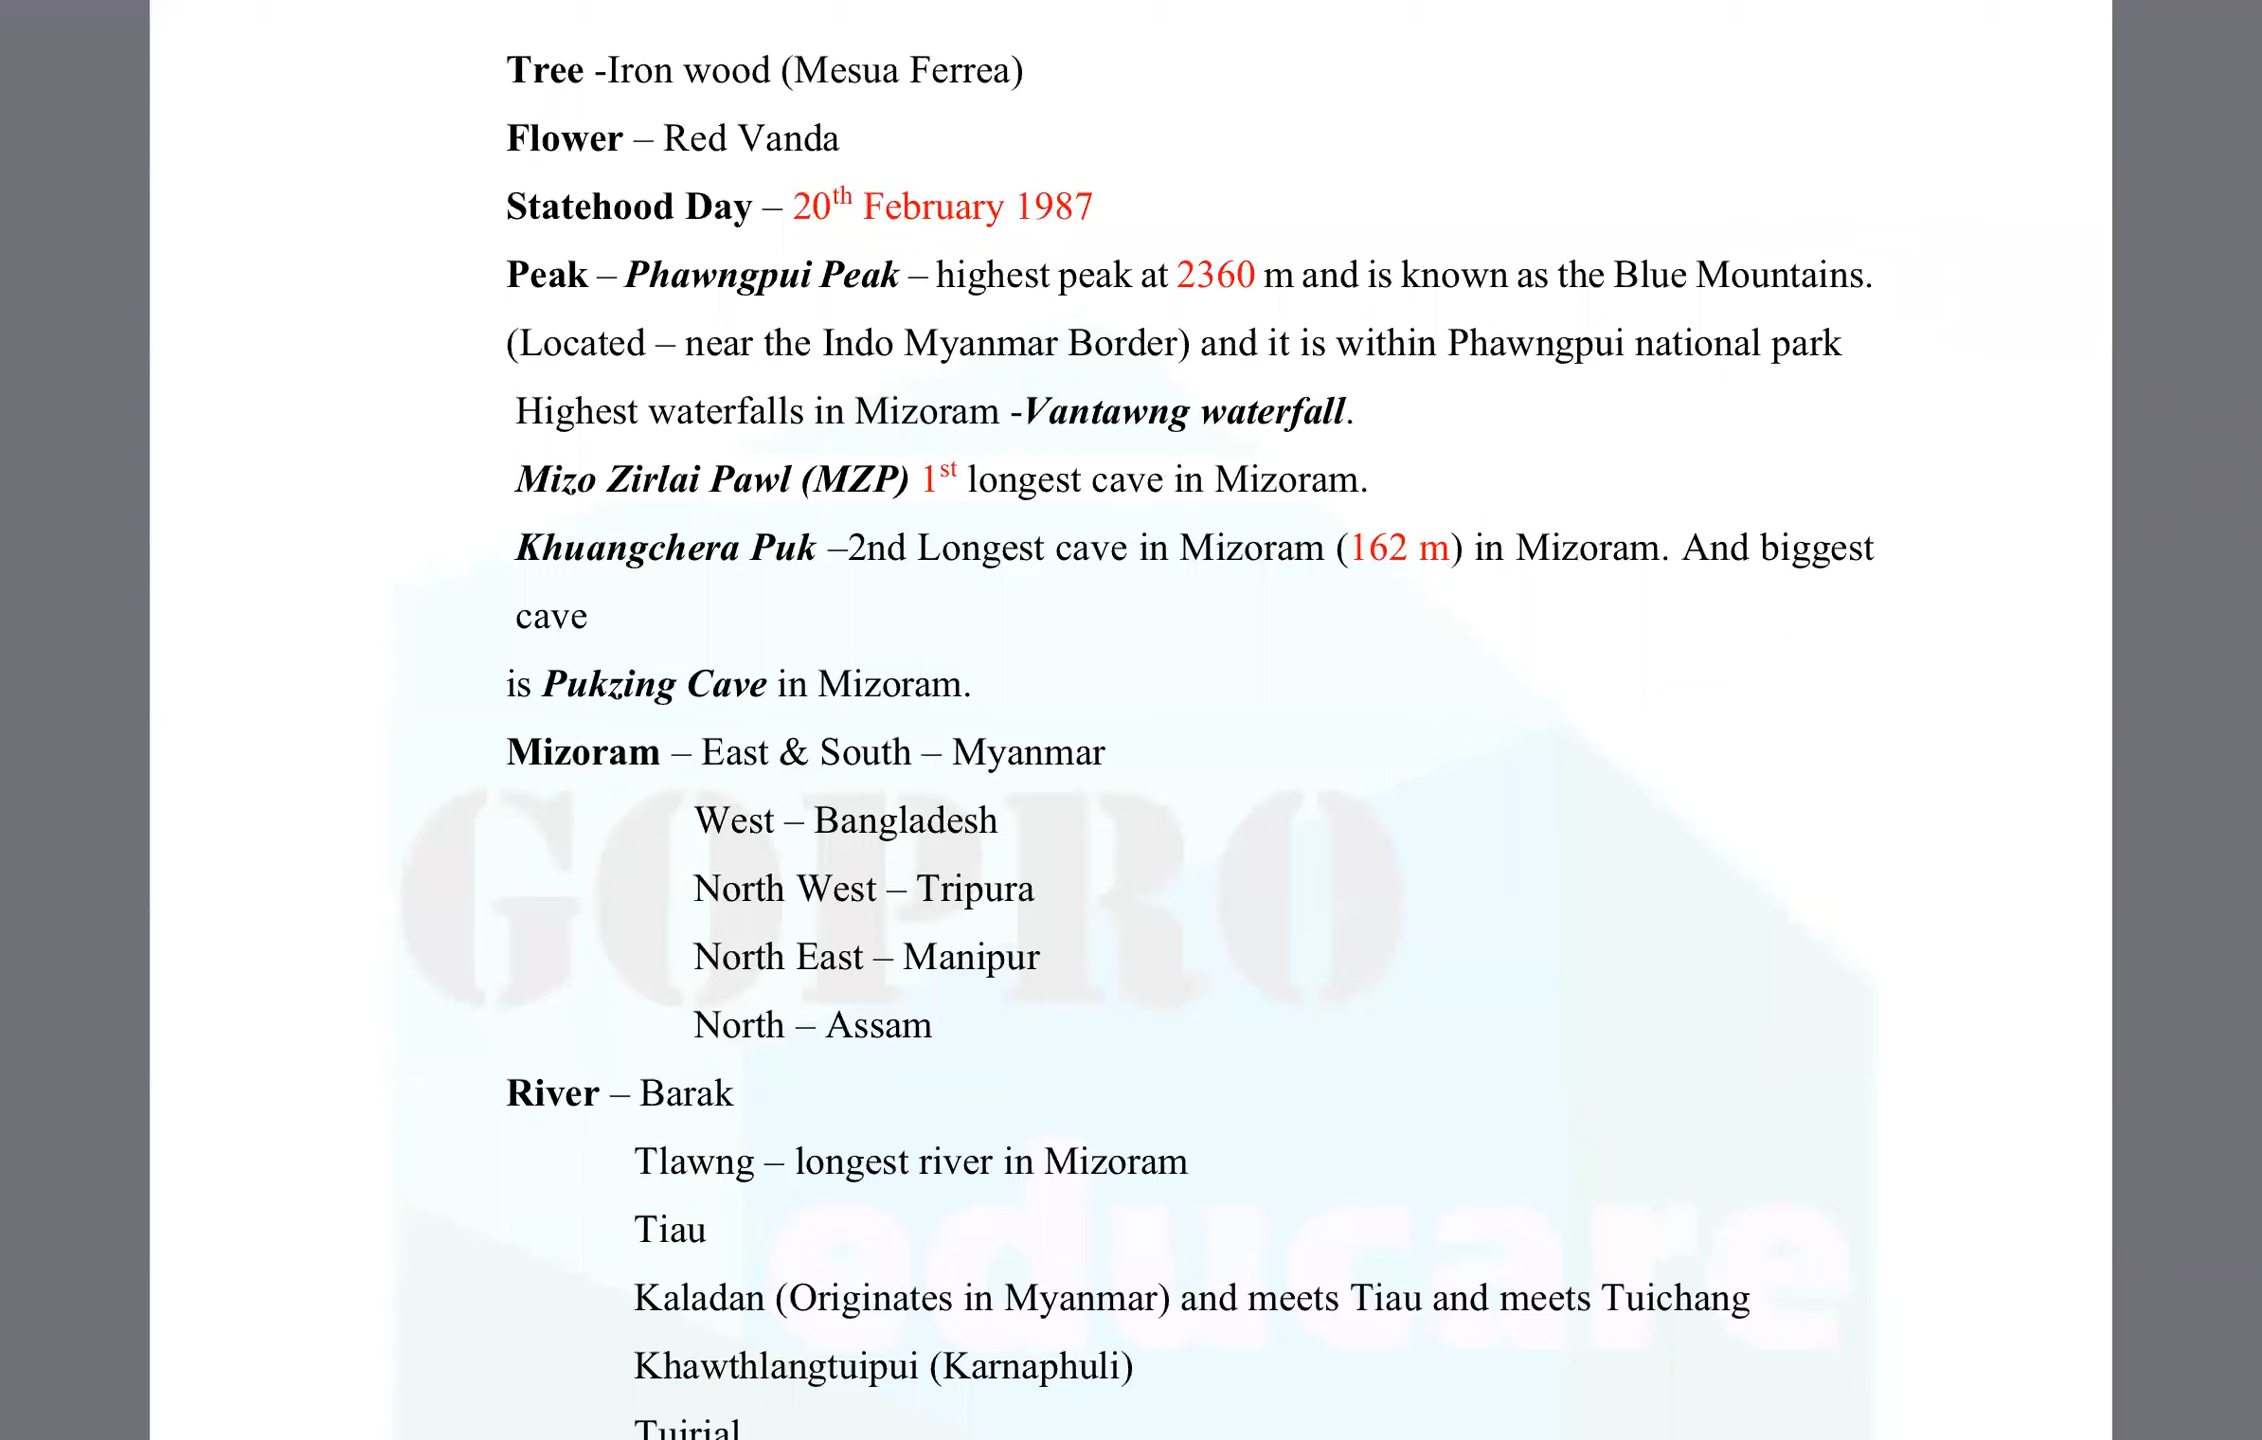 Tree -Iron wood (Mesua Ferrea)
Flower – Red Vanda
Statehood Day – 20th February 1987
Peak – Phawngpui Peak – highest peak at 2360 m and is known as the Blue Mountains.
(Located – near the Indo Myanmar Border) and it is within Phawngpui national park
Highest waterfalls in Mizoram -Vantawng waterfall.
Mizo Zirlai Pawl (MZP) 1st longest cave in Mizoram.
Khuangchera Puk –2nd Longest cave in Mizoram (162 m) in Mizoram. And biggest
cave
is Pukzing Cave in Mizoram.
Mizoram – East & South – Myanmar
West – Bangladesh
North West – Tripura
North East – Manipur
North – Assam
River – Barak
Tlawng – longest river in Mizoram
Tiau
Kaladan (Originates in Myanmar) and meets Tiau and meets Tuichang
Khawthlangtuipui (Karnaphuli)
Tuirial
GOPRO
educare